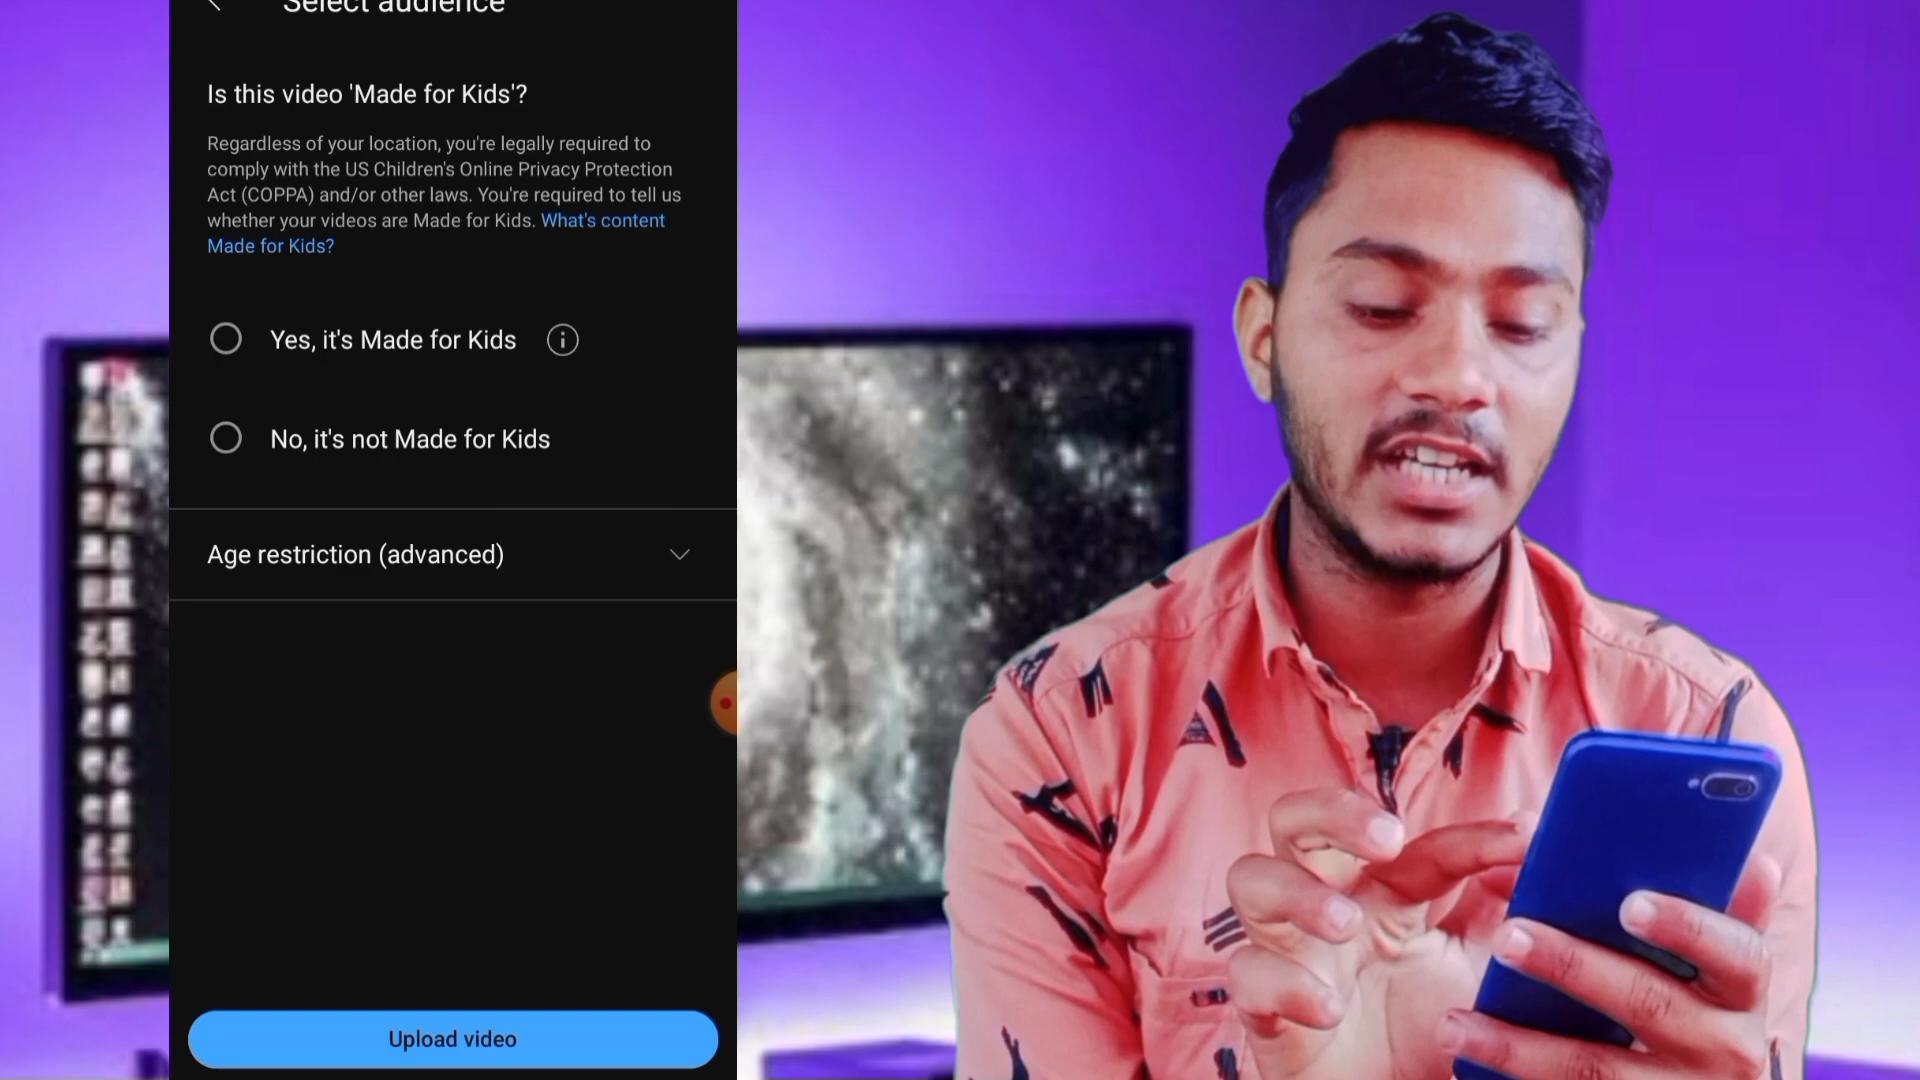 Select audience
Is this video 'Made for Kids'?
Regardless of your location, you're legally required to
comply with the US Children's Online Privacy Protection
Act (COPPA) and/or other laws. You're required to tell us
whether your videos are Made for Kids. What's content
Made for Kids?
Yes, it's Made for Kids
No, it's not Made for Kids
Age restriction (advanced)
Upload video